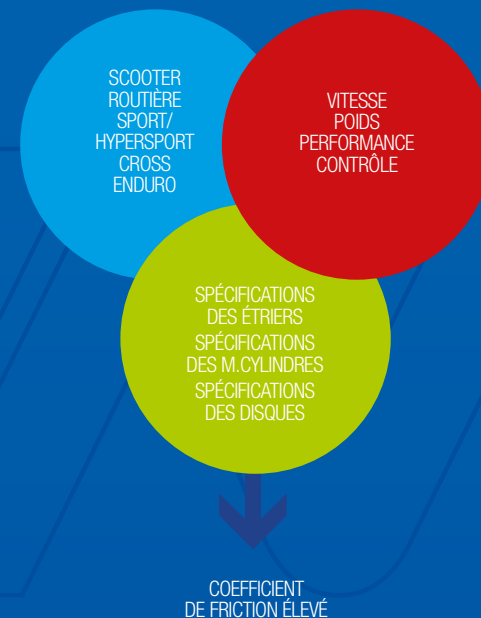 SCOOTER
ROUTIÈRE
SPORT/
HYPERSPORT
CROSS
ENDURO
VITESSE
POIDS
PERFORMANCE
CONTRÔLE
SPÉCIFICATIONS
DES ÉTRIERS
SPÉCIFICATIONS
DES M.CYLINDRES
SPÉCIFICATIONS
DES DISQUES
COEFFICIENT
DE FRICTION ÉLEVÉ